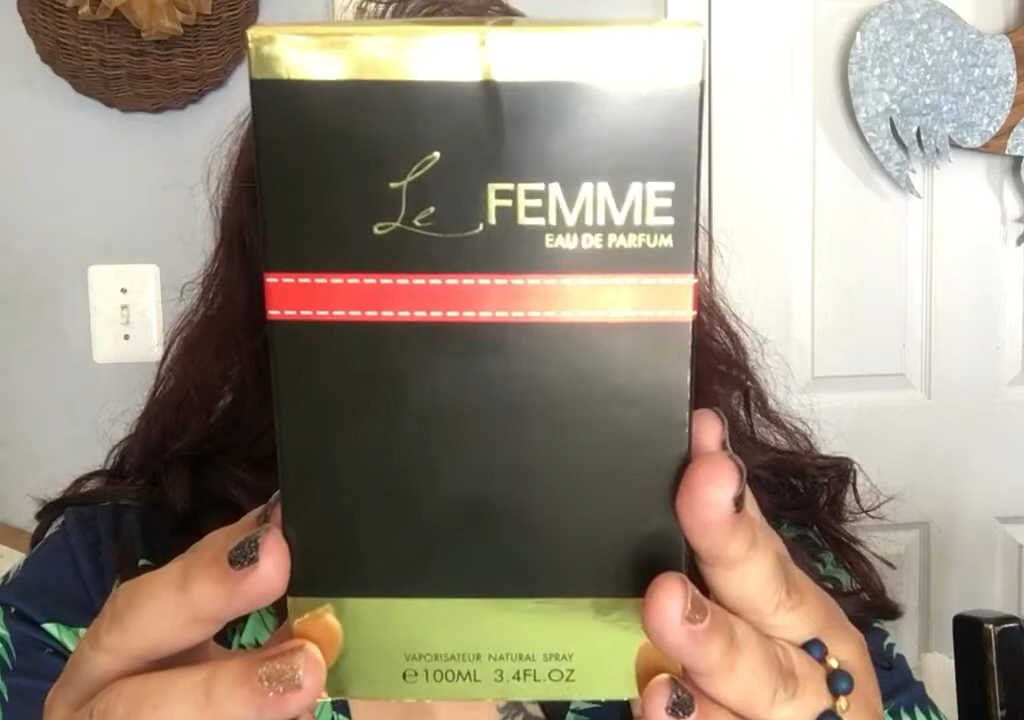 Le FEMME
EAU DE PARFUM
VAPORISATEUR NATURAL SPRAY
℮100ML 3.4FL.OZ